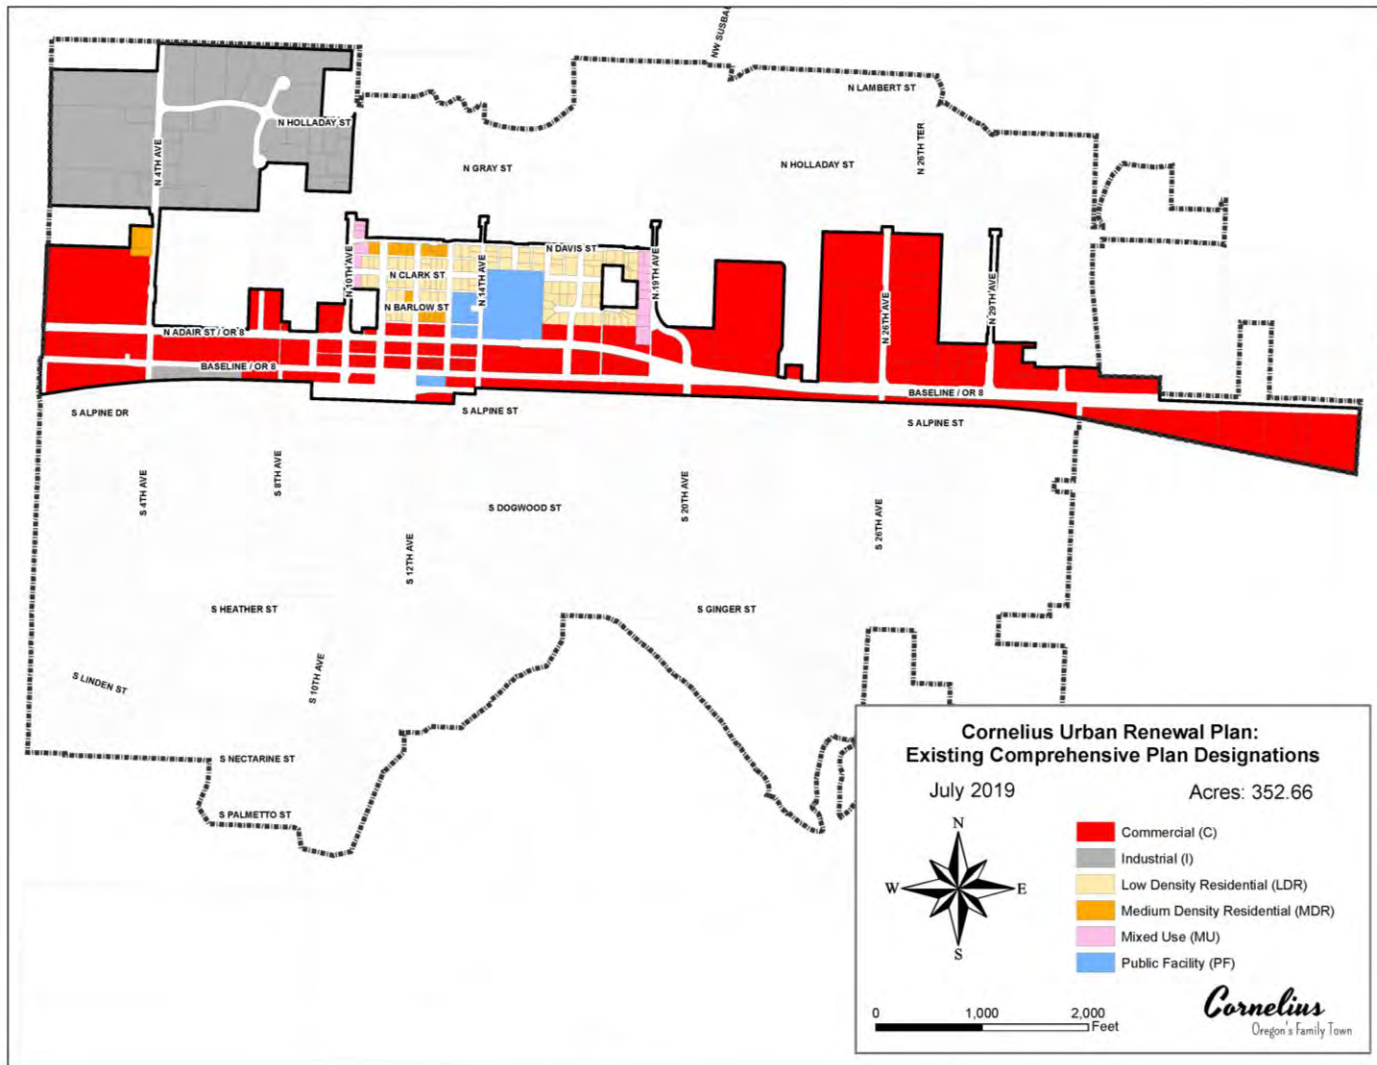 NW SUSBAU
N LAMBERT ST
N HOLLADAY ST
N 26TH TER
N 4TH AVE
N GRAY ST
N HOLLADAY ST
N DAVIS ST
N 10TH AVE
N CLARK ST
N 14TH AVE
N 19TH AVE
N BARLOW ST
N 26TH AVE
N 29TH AVE
N ADAIR ST / OR 8
BASELINE / OR 8
BASELINE / OR 8
S ALPINE DR
S ALPINE ST
S ALPINE ST
S 4TH AVE
S 8TH AVE
S 20TH AVE
S DOGWOOD ST
S 26TH AVE
S 12TH AVE
S HEATHER ST
S GINGER ST
S LINDEN ST
S 10TH AVE
S NECTARINE ST
S PALMETTO ST
Cornelius Urban Renewal Plan:
Existing Comprehensive Plan Designations
July 2019 Acres: 352.66
N
W E
S
Commercial (C)
Industrial (I)
Low Density Residential (LDR)
Medium Density Residential (MDR)
Mixed Use (MU)
Public Facility (PF)
0 1,000 2,000
Feet
Cornelius
Oregon's Family Town